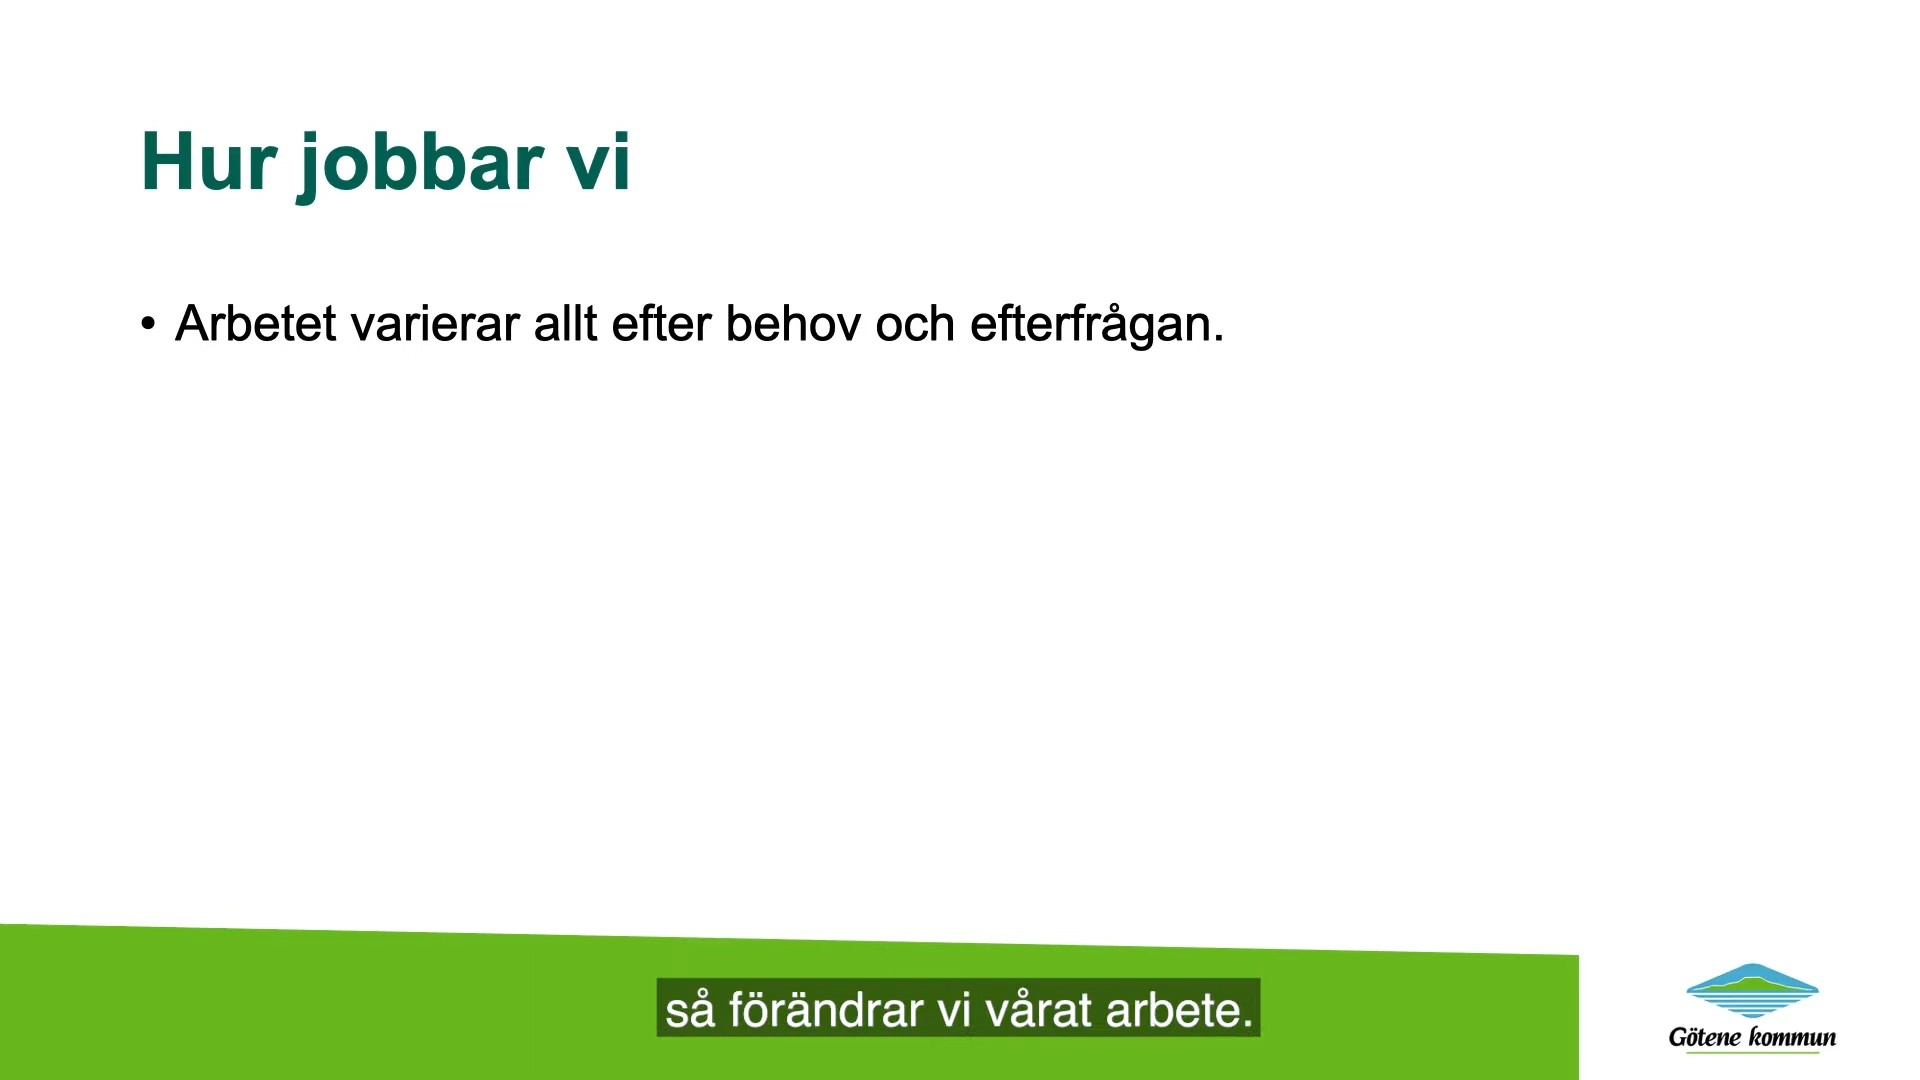 Hur jobbar vi
• Arbetet varierar allt efter behov och efterfrågan.
så förändrar vi vårat arbete.
Götene kommun